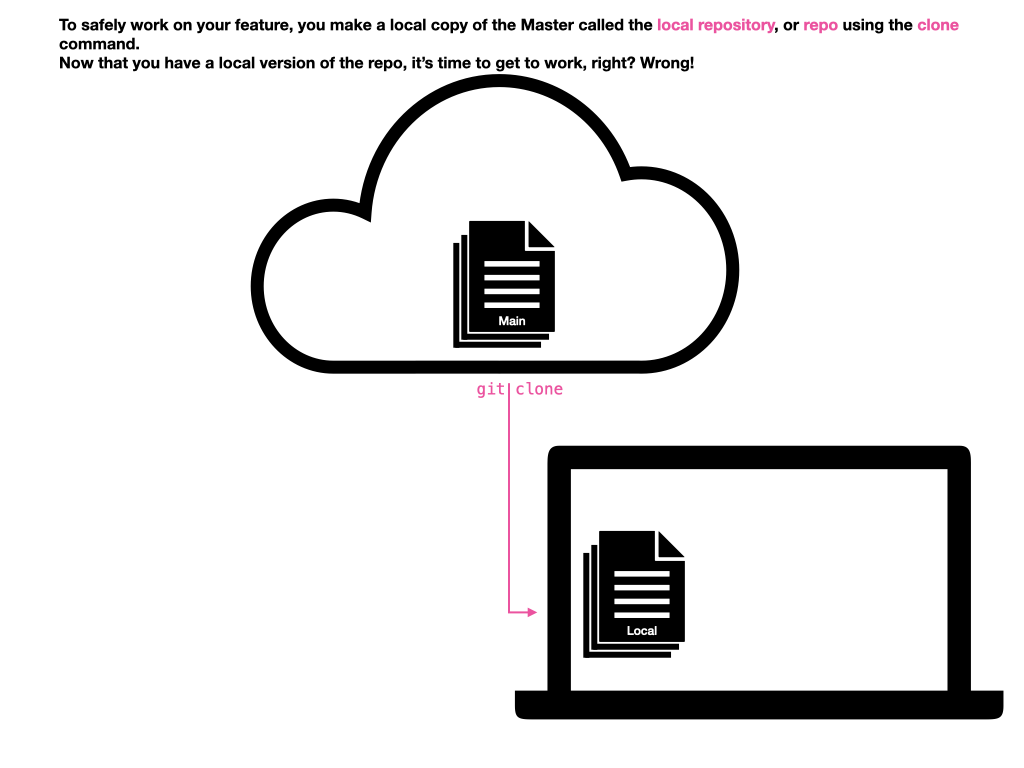 To safely work on your feature, you make a local copy of the Master called the local repository, or repo using the clone
command.
Now that you have a local version of the repo, it’s time to get to work, right? Wrong!
Main
git clone
Local